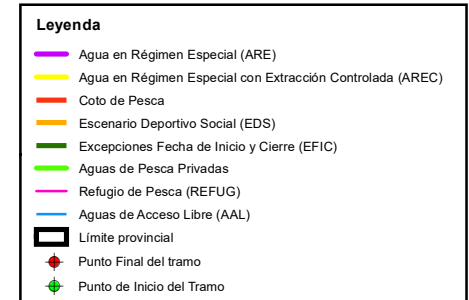 Leyenda
Agua en Régimen Especial (ARE)
Agua en Régimen Especial con Extracción Controlada (AREC)
Coto de Pesca
Escenario Deportivo Social (EDS)
Excepciones Fecha de Inicio y Cierre (EFIC)
Aguas de Pesca Privadas
Refugio de Pesca (REFUG)
Aguas de Acceso Libre (AAL)
Límite provincial
Punto Final del tramo
Punto de Inicio del Tramo